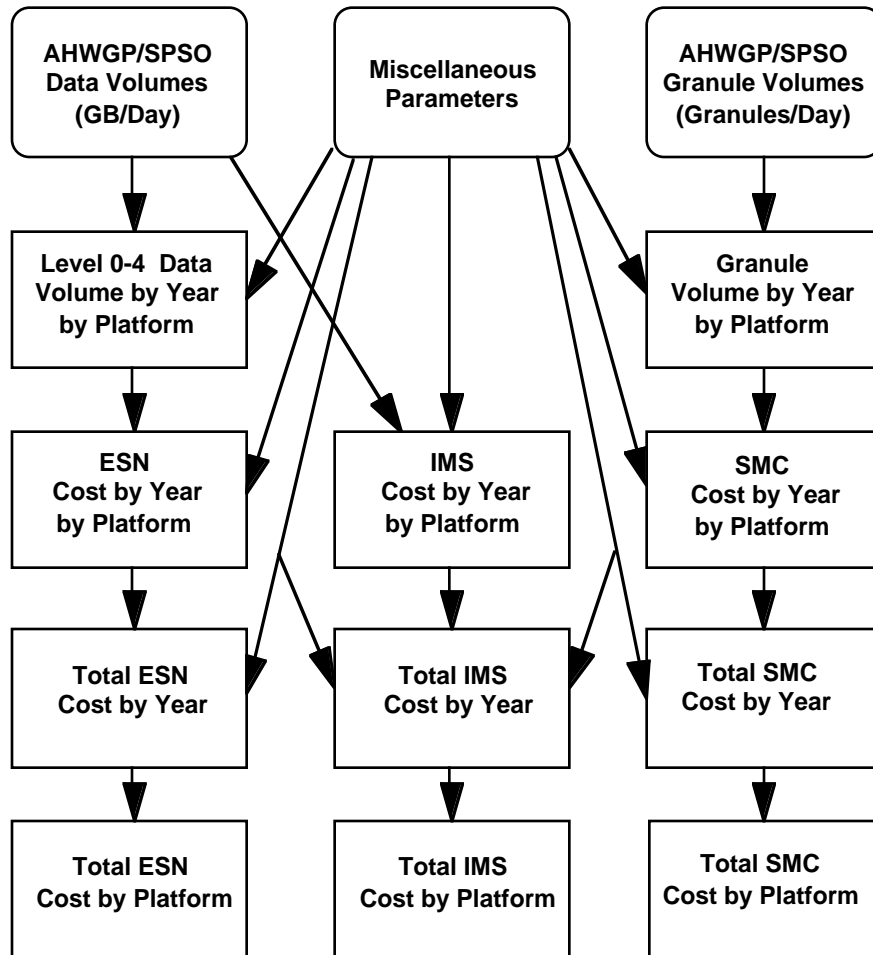 AHWGP/SPSO
Data Volumes
(GB/Day)
Miscellaneous
Parameters
AHWGP/SPSO
Granule Volumes
(Granules/Day)
Level 0-4 Data
Volume by Year
by Platform
Granule
Volume by Year
by Platform
ESN
Cost by Year
by Platform
IMS
Cost by Year
by Platform
SMC
Cost by Year
by Platform
Total ESN
Cost by Year
Total IMS
Cost by Year
Total SMC
Cost by Year
Total ESN
Cost by Platform
Total IMS
Cost by Platform
Total SMC
Cost by Platform